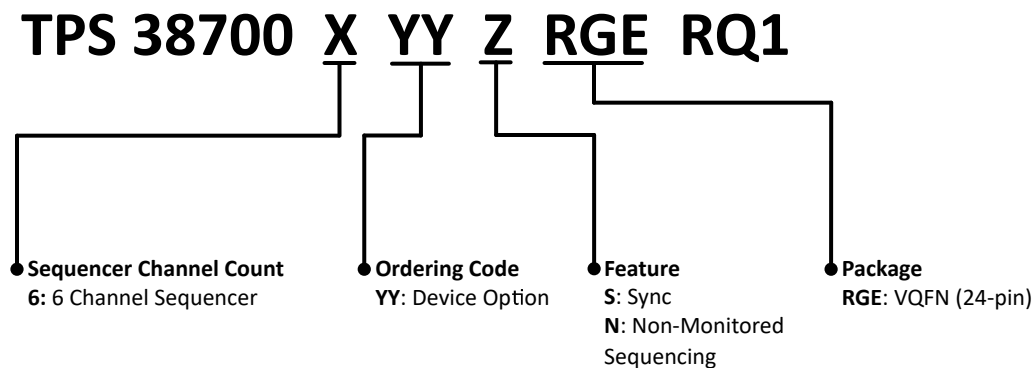 TPS 38700 X YY Z RGE RQ1
Sequencer Channel Count
6: 6 Channel Sequencer
Ordering Code
YY: Device Option
Feature
S: Sync
N: Non-Monitored
Sequencing
Package
RGE: VQFN (24-pin)